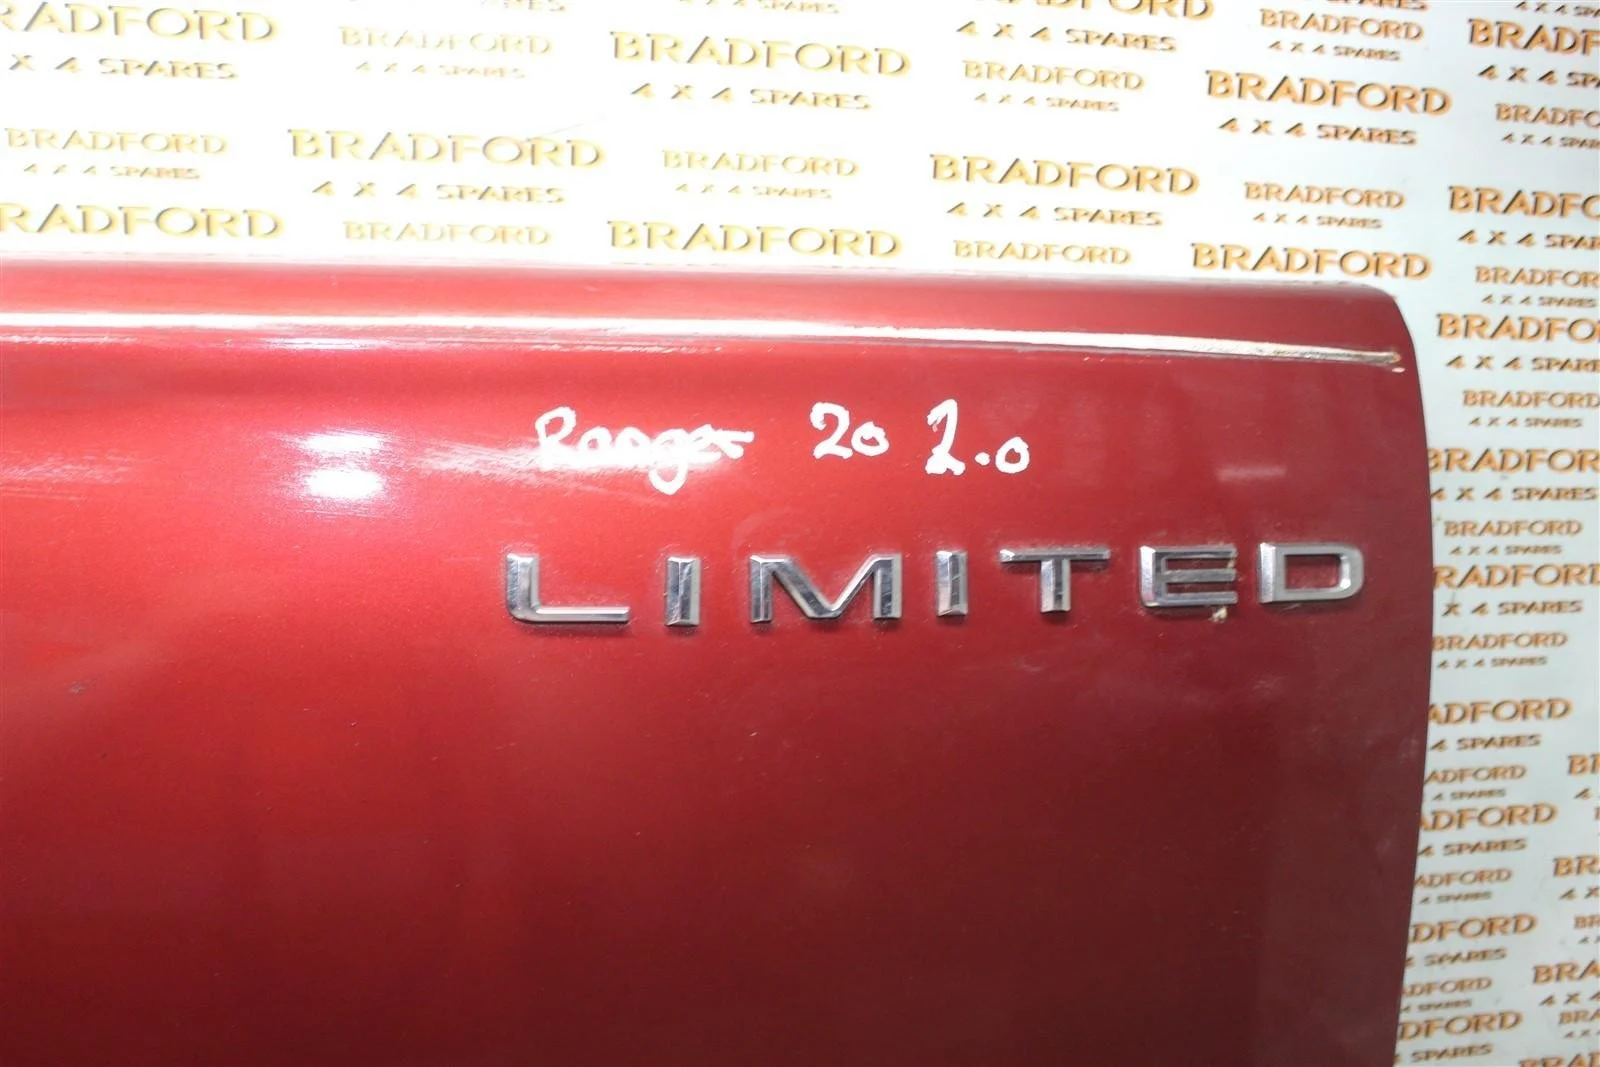 BRADFORD
4 X 4 SPARES
Ranger 20 2.0
LIMITED